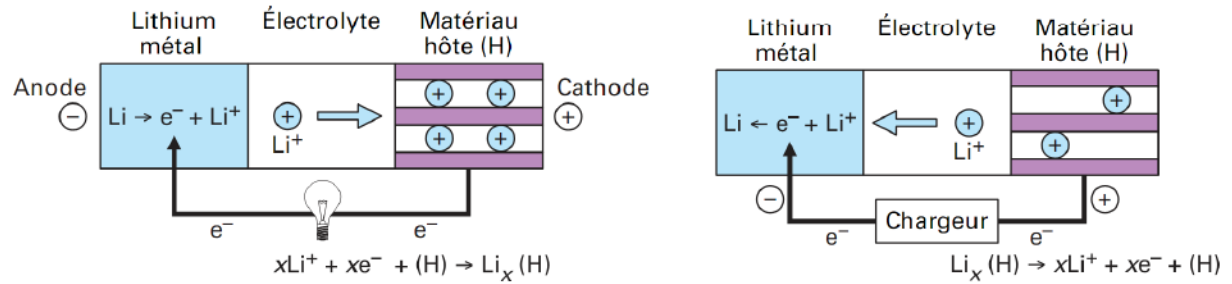 Lithium
métal
Électrolyte
Matériau
hôte (H)
Anode
−
Li → e⁻ + Li⁺
+
Li⁺
+ +
+ +
Cathode
+
e⁻
e⁻
xLi⁺ + xe⁻ + (H) → Liₓ (H)
Lithium
métal
Électrolyte
Matériau
hôte (H)
Li ← e⁻ + Li⁺
+
Li⁺
+
+
−
+
e⁻
Chargeur
e⁻
Liₓ (H) → xLi⁺ + xe⁻ + (H)